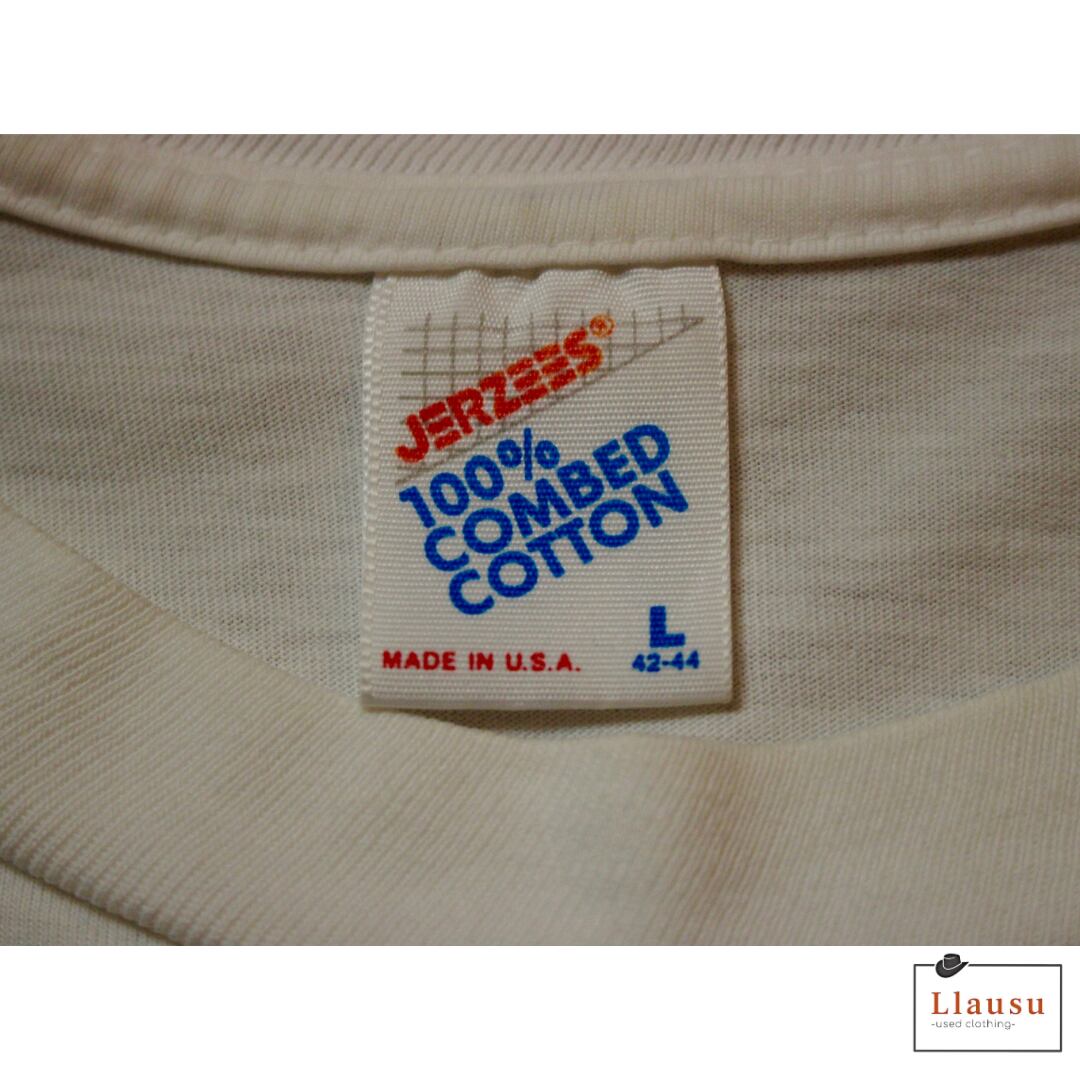 JERZEES®
100%
COMBED
COTTON
L
MADE IN U.S.A.
42-44
Llausu
-used clothing-